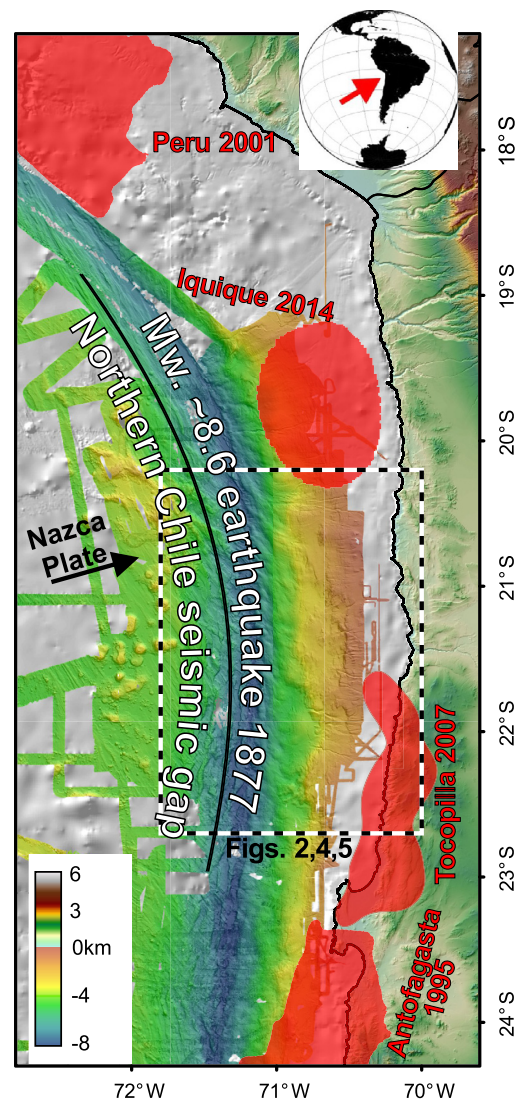 Peru 2001
18°S
Iquique 2014
19°S
Mw. ~8.6 earthquake 1877
Northern Chile seismic gap
20°S
Nazca
Plate
21°S
22°S
Tocopilla 2007
Figs. 2,4,5
23°S
6
3
0km
-4
-8
Antofagasta
1995
24°S
72°W
71°W
70°W